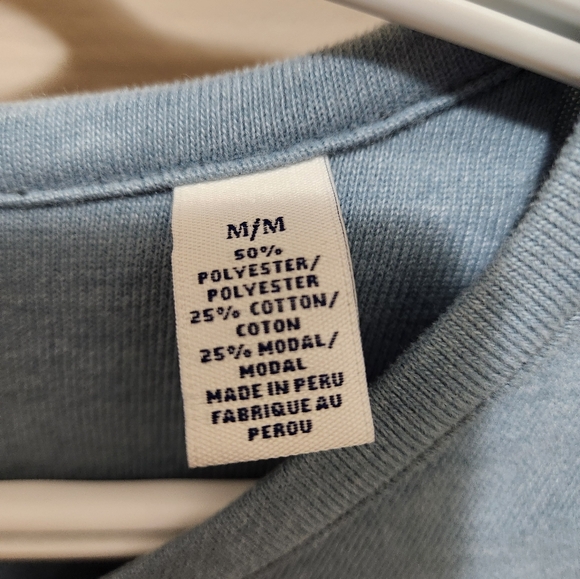 M/M
50%
POLYESTER/
POLYESTER
25% COTTON/
COTON
25% MODAL/
MODAL
MADE IN PERU
FABRIQUE AU
PEROU